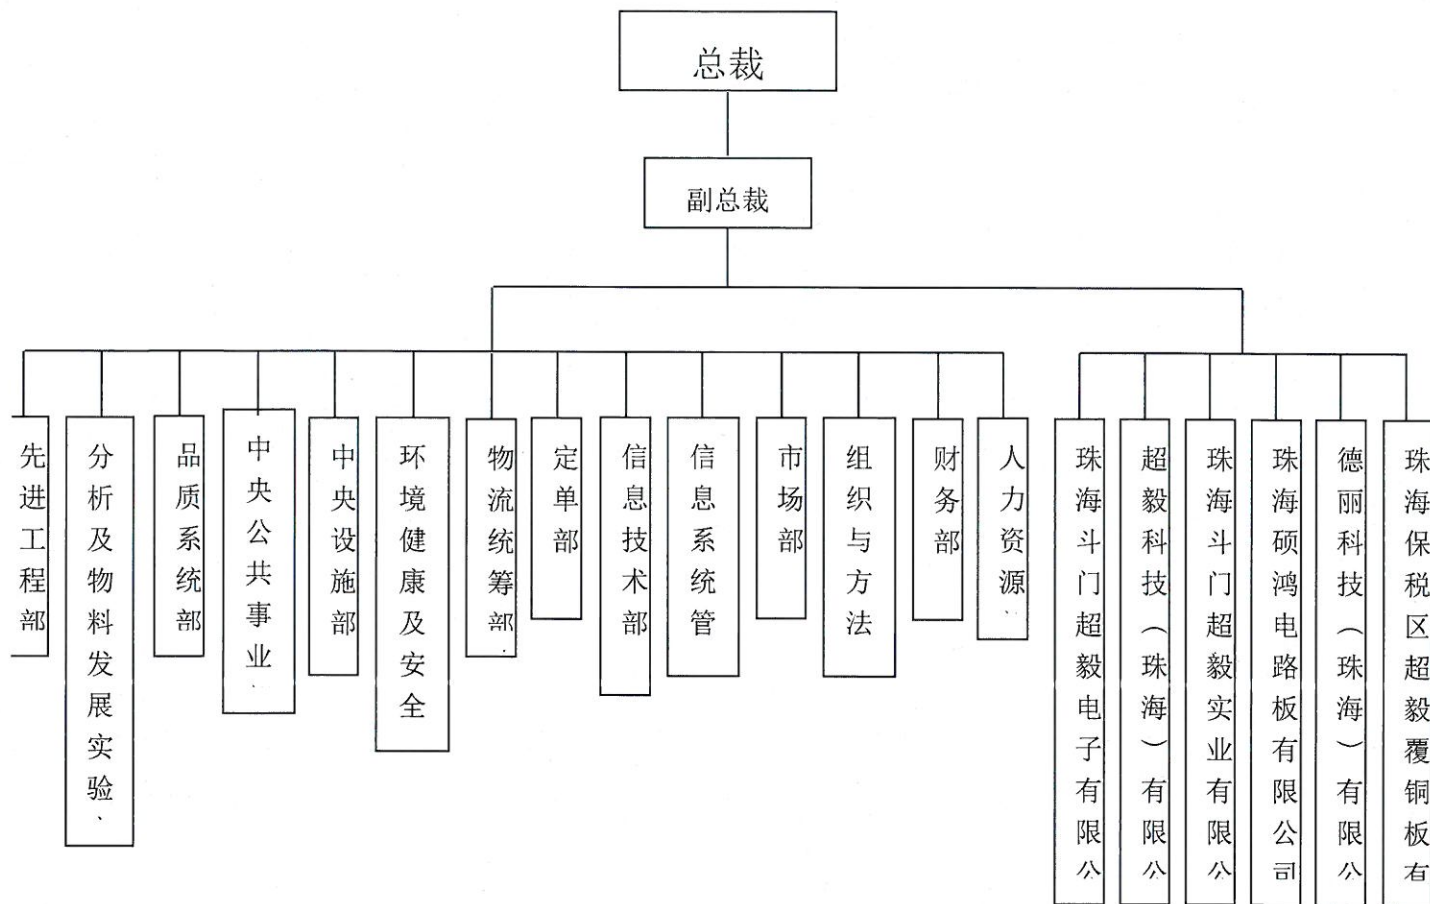 总裁
副总裁
先进工程部
分析及物料发展实验
品质系统部
中央公共事业
中央设施部
环境健康及安全
物流统筹部
定单部
信息技术部
信息系统管
市场部
组织与方法
财务部
人力资源
珠海斗门超毅电子有限公
超毅科技（珠海）有限公
珠海斗门超毅实业有限公
珠海硕鸿电路板有限公司
德丽科技（珠海）有限公
珠海保税区超毅覆铜板有